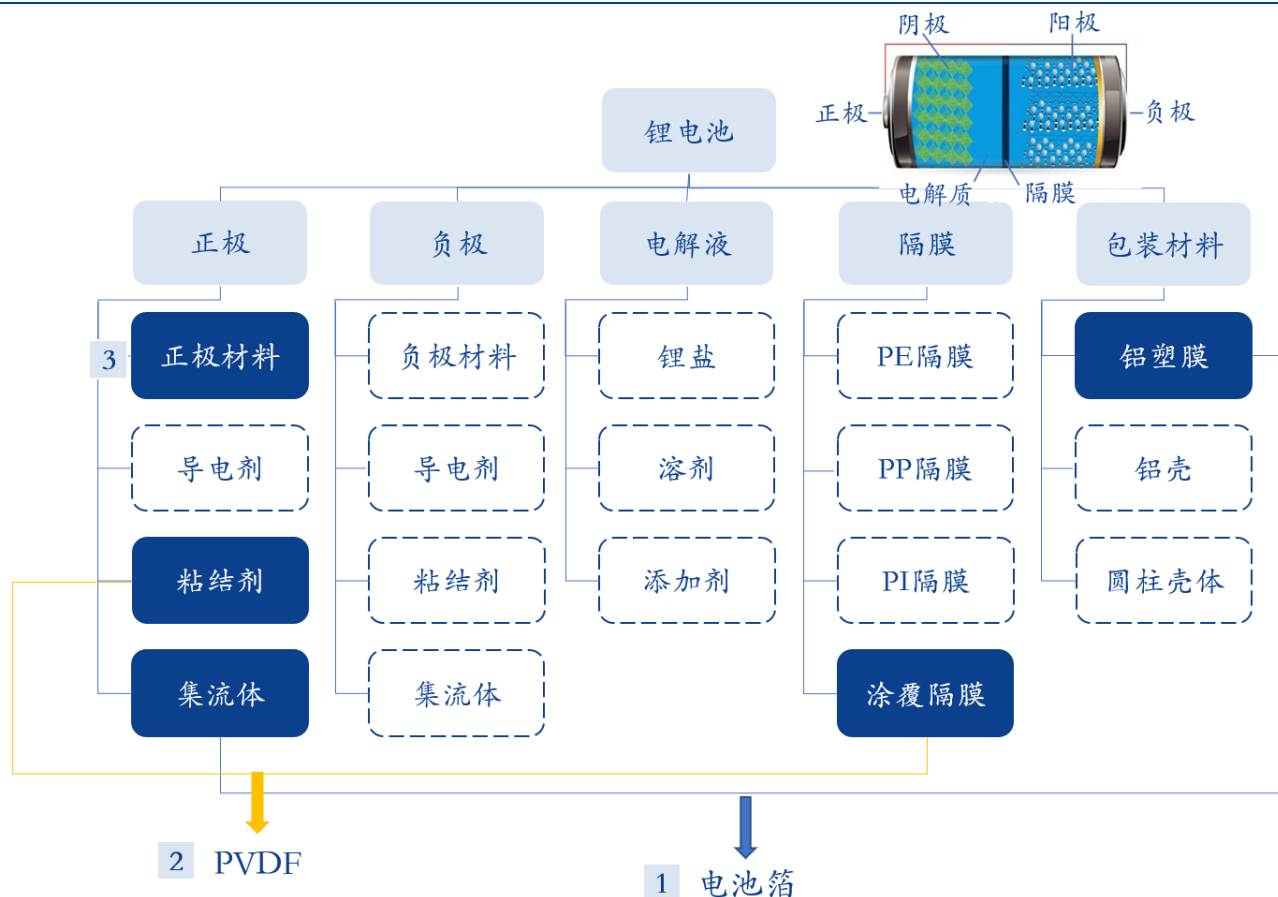 阴极 阳极
正极 负极
电解质 隔膜
锂电池
正极 负极 电解液 隔膜 包装材料
3 正极材料 负极材料 锂盐 PE隔膜 铝塑膜
导电剂 导电剂 溶剂 PP隔膜 铝壳
粘结剂 粘结剂 添加剂 PI隔膜 圆柱壳体
集流体 集流体 涂覆隔膜
2 PVDF
1 电池箔